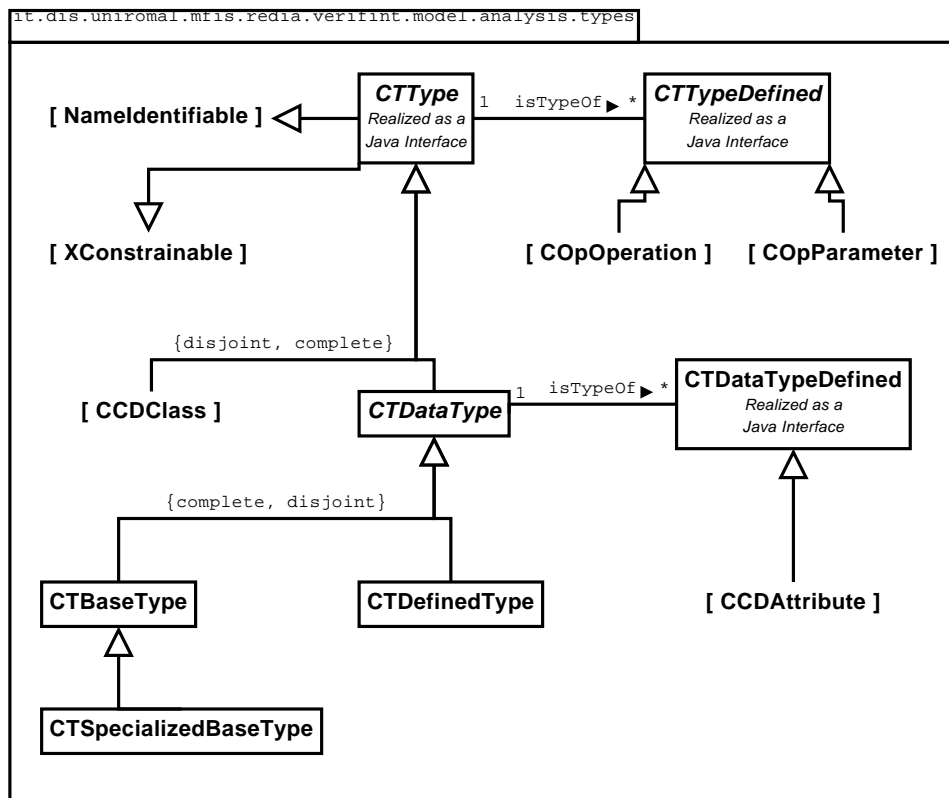 it.dis.uniroma1.mfis.redia.verifint.model.analysis.types
CTType
Realized as a
Java Interface
1 isTypeOf ▶ *
CTTypeDefined
Realized as a
Java Interface
[ NameIdentifiable ]
[ XConstrainable ]
[ COpOperation ]
[ COpParameter ]
{disjoint, complete}
[ CCDClass ]
CTDataType
1 isTypeOf ▶ *
CTDataTypeDefined
Realized as a
Java Interface
{complete, disjoint}
CTBaseType
CTDefinedType
[ CCDAttribute ]
CTSpecializedBaseType